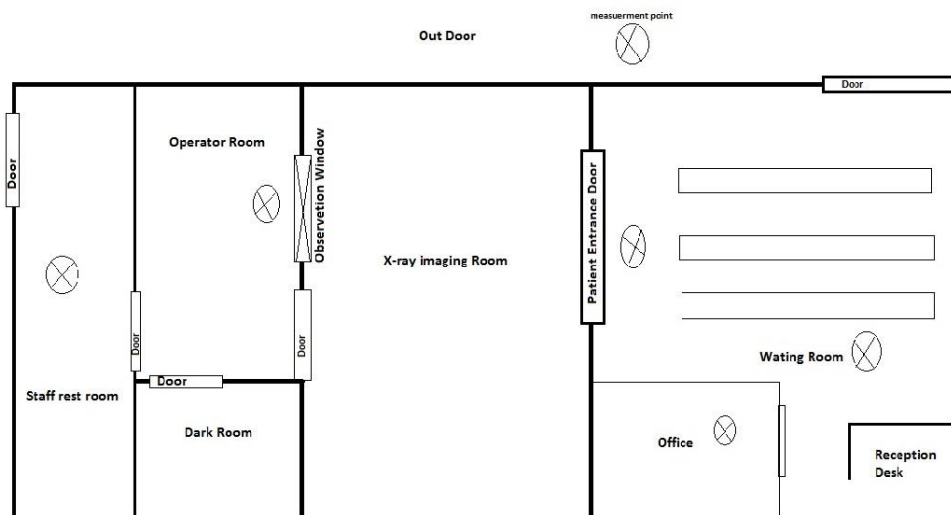 measuerment point
Out Door
Door
Operator Room
Door
Observetion Window
Patient Entrance Door
X-ray imaging Room
Door
Door
Wating Room
Door
Staff rest room
Dark Room
Office
Reception
Desk